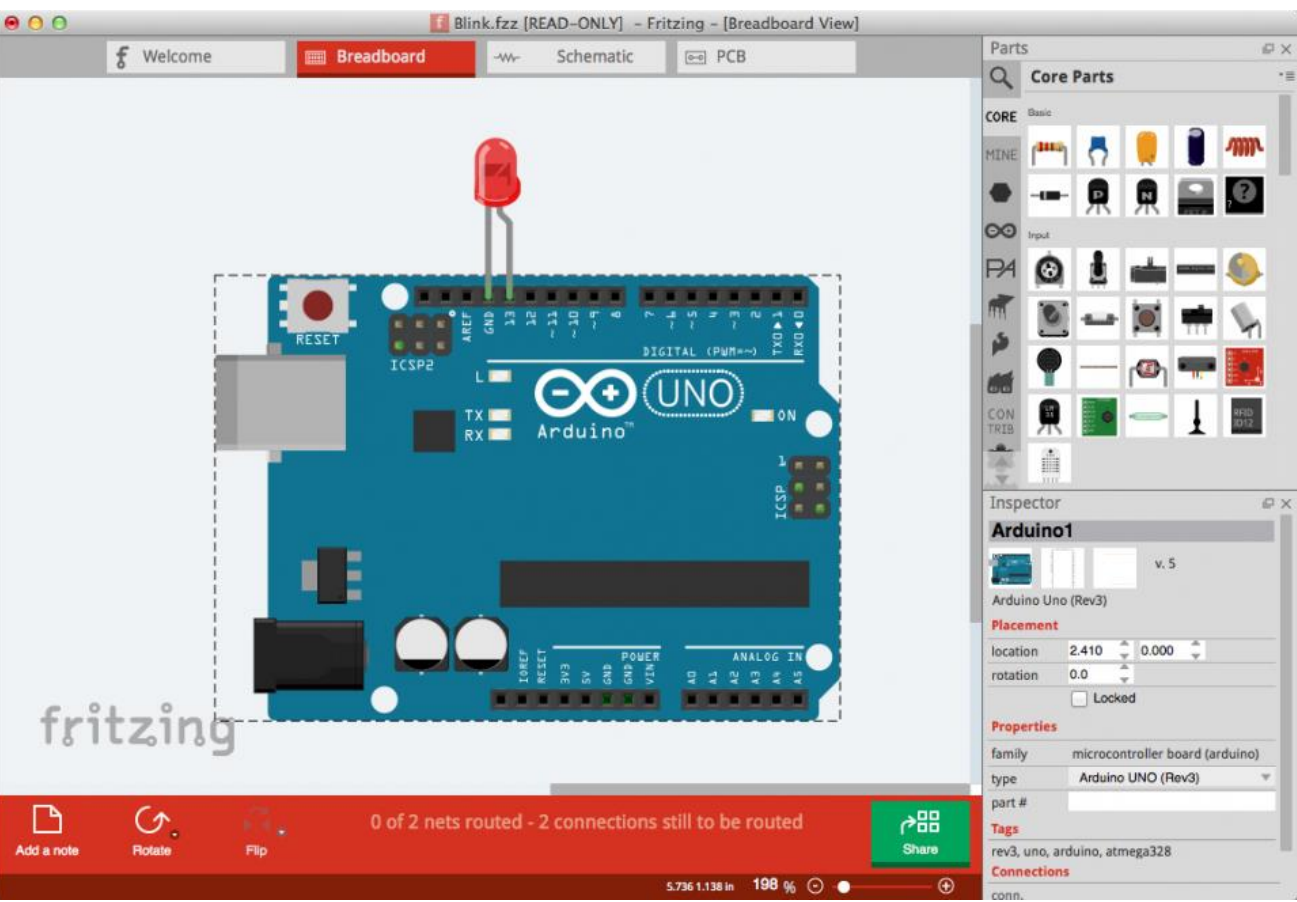 Blink.fzz [READ-ONLY] - Fritzing - [Breadboard View]
Welcome
Breadboard
Schematic
PCB
RESET
ICSP2
AREF
GND
13
12
~11
~10
~9
8
7
~6
~5
4
~3
2
TX0▶1
RX0◀0
DIGITAL (PWM=~)
L
TX
RX
Arduino™
UNO
ON
1
ICSP
IOREF
RESET
3V3
5V
GND
GND
VIN
POWER
ANALOG IN
A0
A1
A2
A3
A4
A5
fritzing
Add a note
Rotate
Flip
0 of 2 nets routed - 2 connections still to be routed
Share
5.736 1.138 in 198 %
Parts
Core Parts
CORE
MINE
CON
TRIB
Basic
P
N
?
Input
RFID
ID12
Inspector
Arduino1
v. 5
Arduino Uno (Rev3)
Placement
location 2.410 0.000
rotation 0.0
Locked
Properties
family microcontroller board (arduino)
type Arduino UNO (Rev3)
part #
Tags
rev3, uno, arduino, atmega328
Connections
conn.